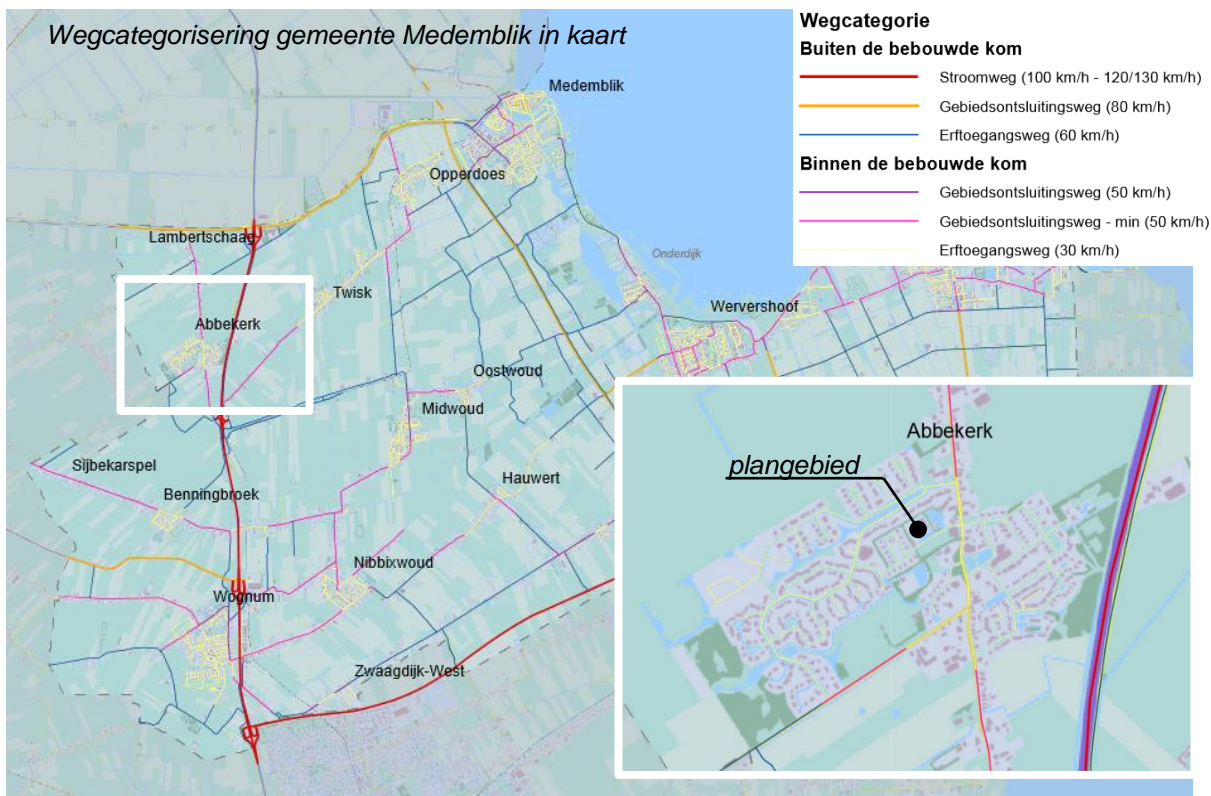 Wegcategorisering gemeente Medemblik in kaart
Wegcategorie
Buiten de bebouwde kom
Stroomweg (100 km/h - 120/130 km/h)
Gebiedsontsluitingsweg (80 km/h)
Erftoegangsweg (60 km/h)
Binnen de bebouwde kom
Gebiedsontsluitingsweg (50 km/h)
Gebiedsontsluitingsweg - min (50 km/h)
Erftoegangsweg (30 km/h)
Medemblik
Opperdoes
Lambertschaag
Onderdijk
Twisk
Wervershoof
Abbekerk
Oostwoud
Midwoud
Sijbekarspel
Hauwert
Benningbroek
Nibbixwoud
Wognum
Zwaagdijk-West
Abbekerk
plangebied